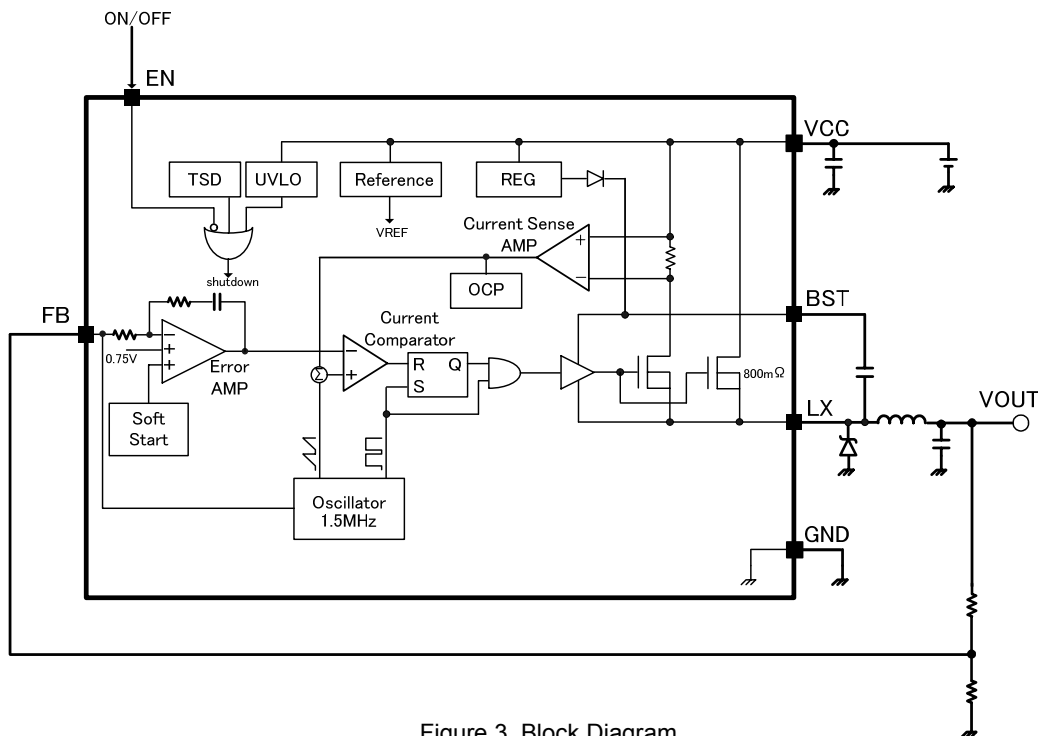 ON/OFF
EN
VCC
TSD
UVLO
Reference
REG
VREF
Current Sense
AMP
+
−
shutdown
OCP
BST
FB
Current
Comparator
−
+
+
0.75V
Error
AMP
−
+
R Q
S
Σ
800mΩ
LX
VOUT
Soft
Start
Oscillator
1.5MHz
GND
Figure 3. Block Diagram